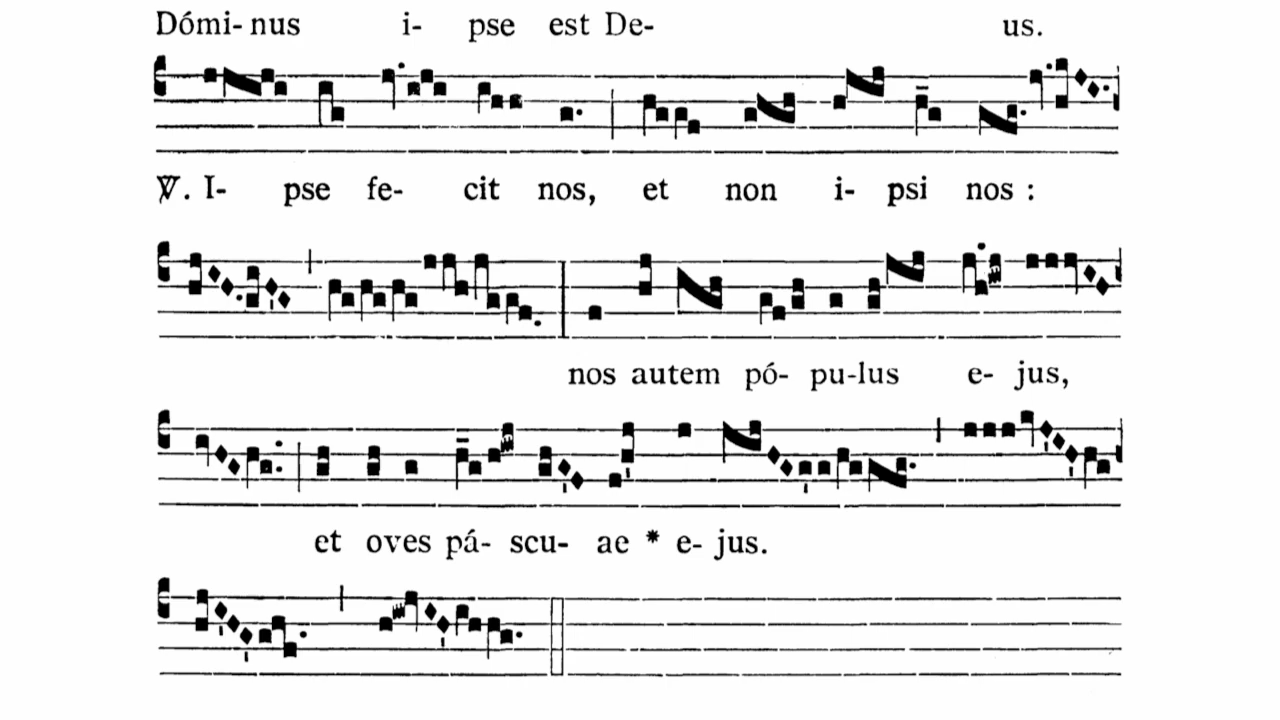 Dómi- nus i- pse est De- us.
℣. I- pse fe- cit nos, et non i- psi nos :
nos autem pó- pu-lus e- jus,
et oves pá- scu- ae * e- jus.